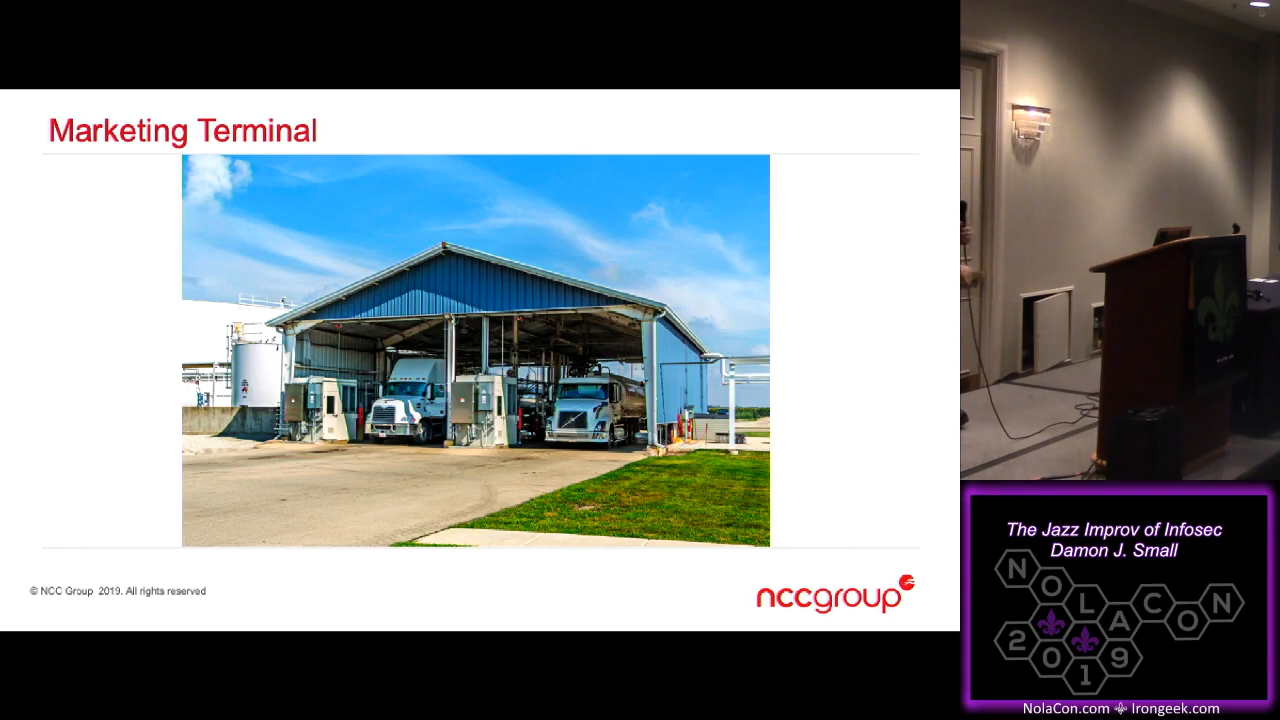 Marketing Terminal
© NCC Group 2019. All rights reserved
nccgroup
The Jazz Improv of Infosec
Damon J. Small
NOLACON
2019
NolaCon.com Irongeek.com